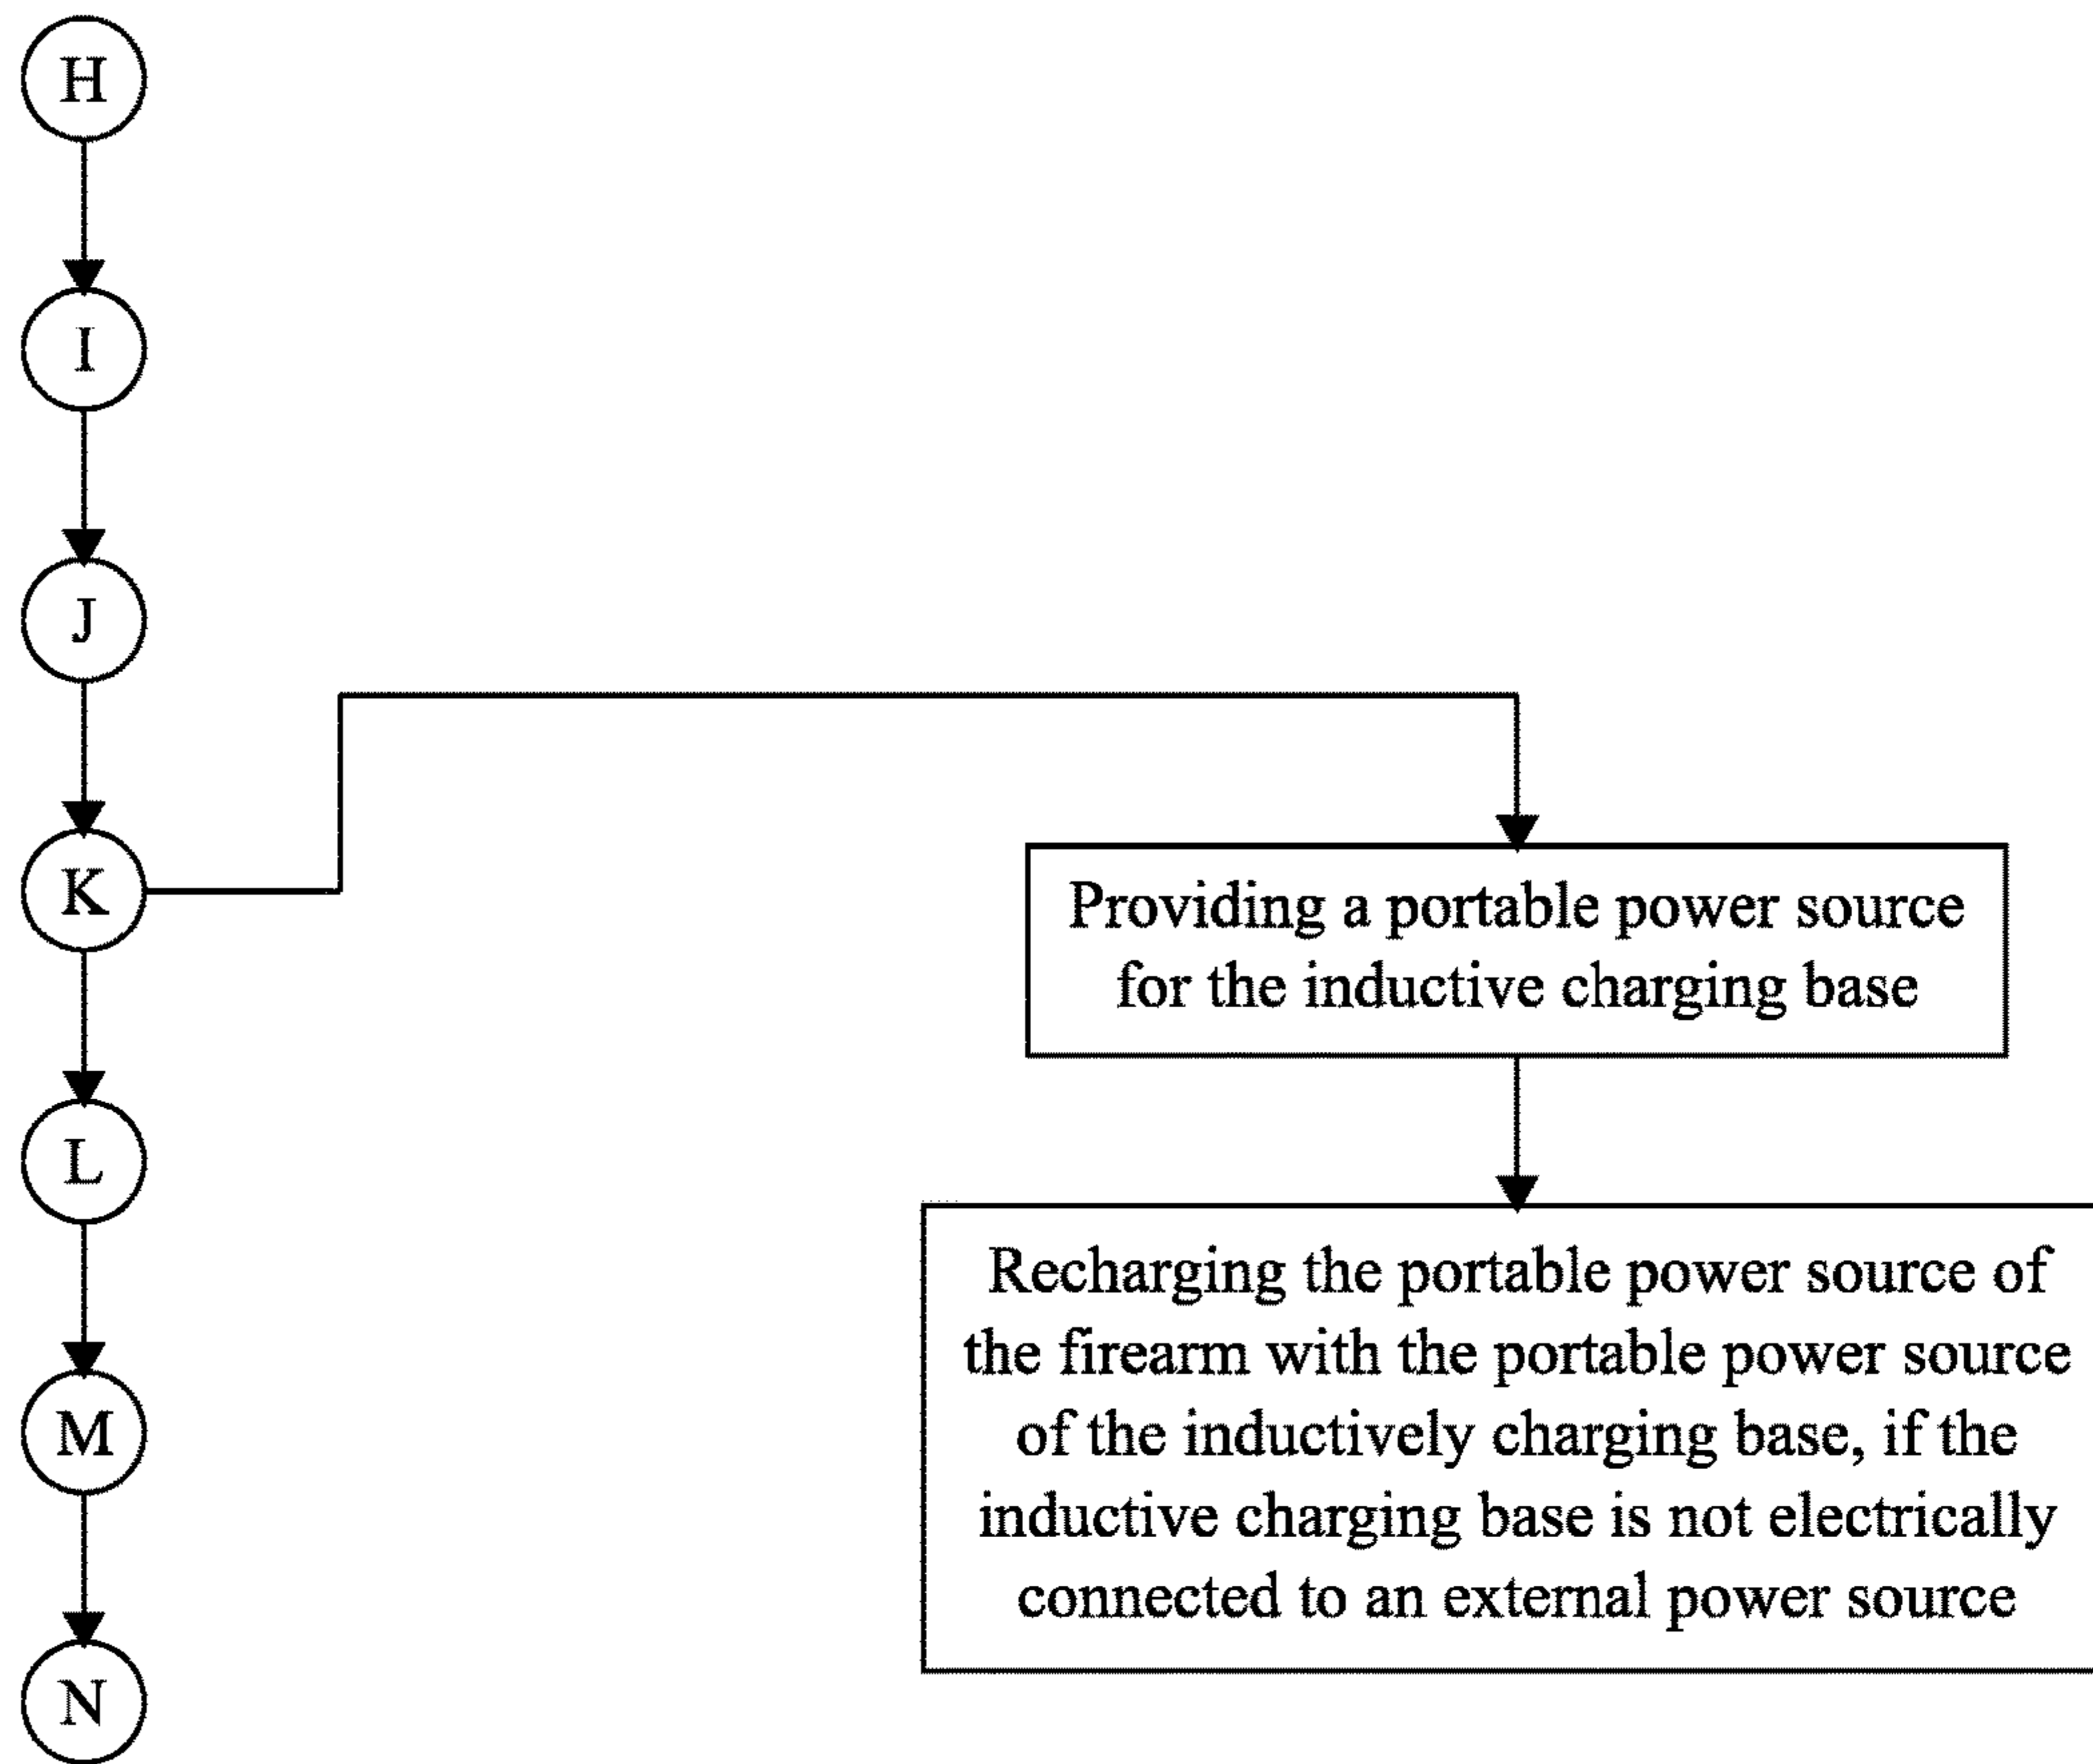 H
I
J
K
L
M
N
Providing a portable power source
for the inductive charging base
Recharging the portable power source of
the firearm with the portable power source
of the inductively charging base, if the
inductive charging base is not electrically
connected to an external power source